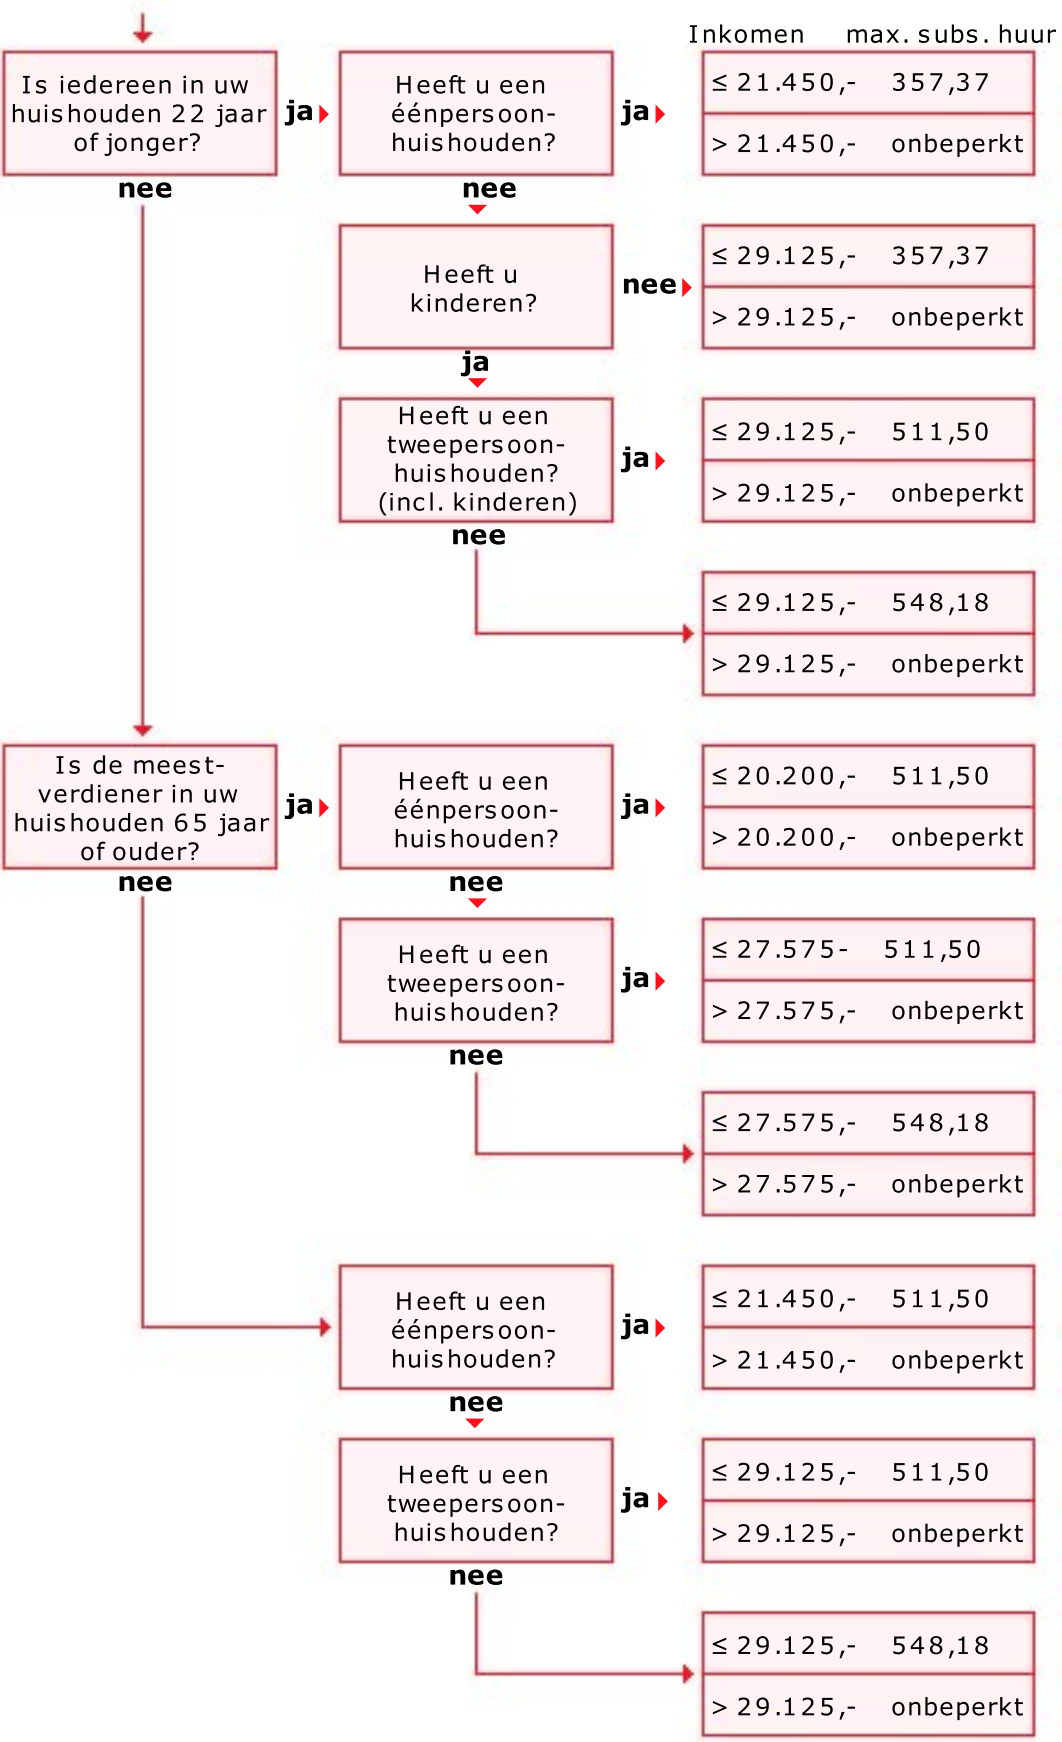 Inkomen max. subs. huur
Is iedereen in uw
huishouden 22 jaar
of jonger?
ja
Heeft u een
éénpersoon-
huishouden?
ja
≤ 21.450,- 357,37
> 21.450,- onbeperkt
nee
nee
Heeft u
kinderen?
nee
≤ 29.125,- 357,37
> 29.125,- onbeperkt
ja
Heeft u een
tweepersoon-
huishouden?
(incl. kinderen)
ja
≤ 29.125,- 511,50
> 29.125,- onbeperkt
nee
≤ 29.125,- 548,18
> 29.125,- onbeperkt
Is de meest-
verdiener in uw
huishouden 65 jaar
of ouder?
ja
Heeft u een
éénpersoon-
huishouden?
ja
≤ 20.200,- 511,50
> 20.200,- onbeperkt
nee
nee
Heeft u een
tweepersoon-
huishouden?
ja
≤ 27.575- 511,50
> 27.575,- onbeperkt
nee
≤ 27.575,- 548,18
> 27.575,- onbeperkt
Heeft u een
éénpersoon-
huishouden?
ja
≤ 21.450,- 511,50
> 21.450,- onbeperkt
nee
Heeft u een
tweepersoon-
huishouden?
ja
≤ 29.125,- 511,50
> 29.125,- onbeperkt
nee
≤ 29.125,- 548,18
> 29.125,- onbeperkt